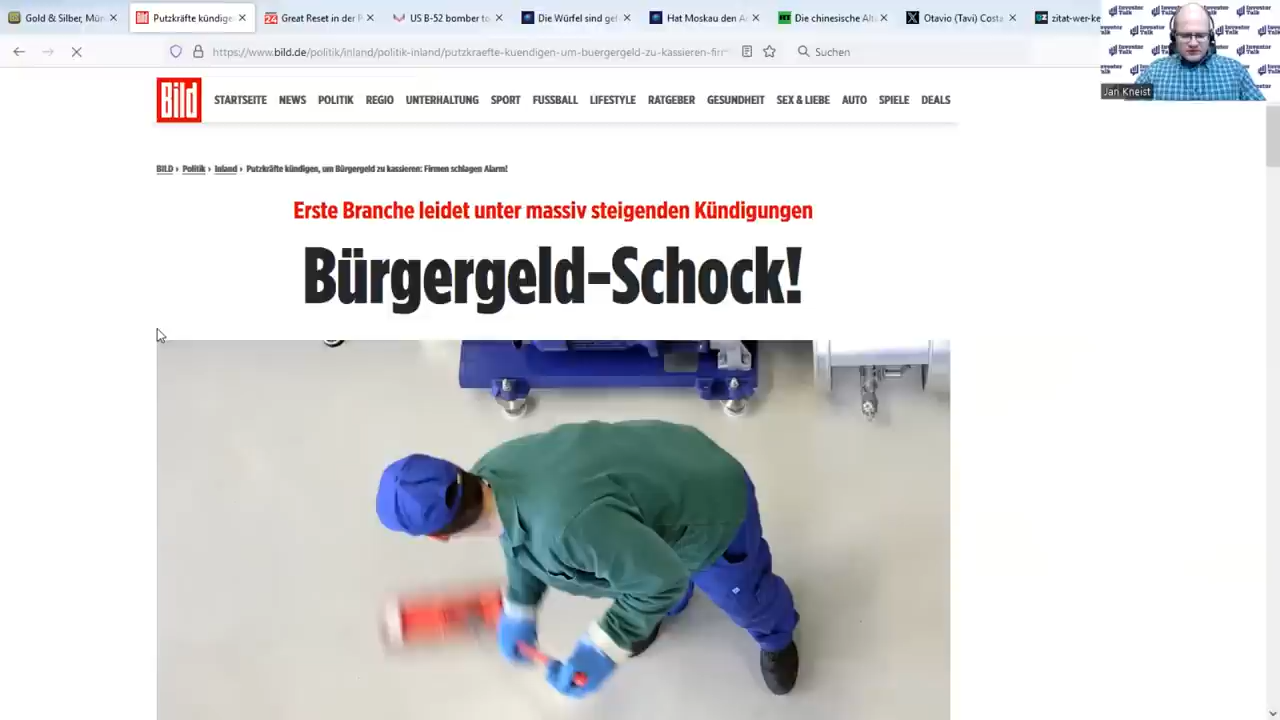 Gold & Silber, Mün
Putzkräfte kündige
Great Reset in der F
US B-52 bomber to
Die Würfel sind gef
Hat Moskau den A
Die chinesische Alt
Otavio (Tavi) Costa
zitat-wer-ke
https://www.bild.de/politik/inland/politik-inland/putzkraefte-kuendigen-um-buergergeld-zu-kassieren-fir
Suchen
Investor Talk
Jan Kneist
Bild
STARTSEITE NEWS POLITIK REGIO UNTERHALTUNG SPORT FUSSBALL LIFESTYLE RATGEBER GESUNDHEIT SEX & LIEBE AUTO SPIELE DEALS
BILD › Politik › Inland › Putzkräfte kündigen, um Bürgergeld zu kassieren: Firmen schlagen Alarm!
Erste Branche leidet unter massiv steigenden Kündigungen
Bürgergeld-Schock!